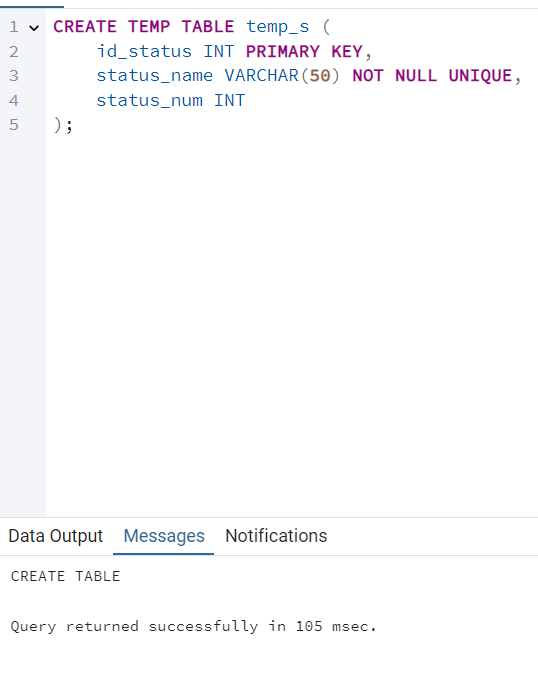 1 CREATE TEMP TABLE temp_s (
2 id_status INT PRIMARY KEY,
3 status_name VARCHAR(50) NOT NULL UNIQUE,
4 status_num INT
5 );
Data Output Messages Notifications
CREATE TABLE
Query returned successfully in 105 msec.